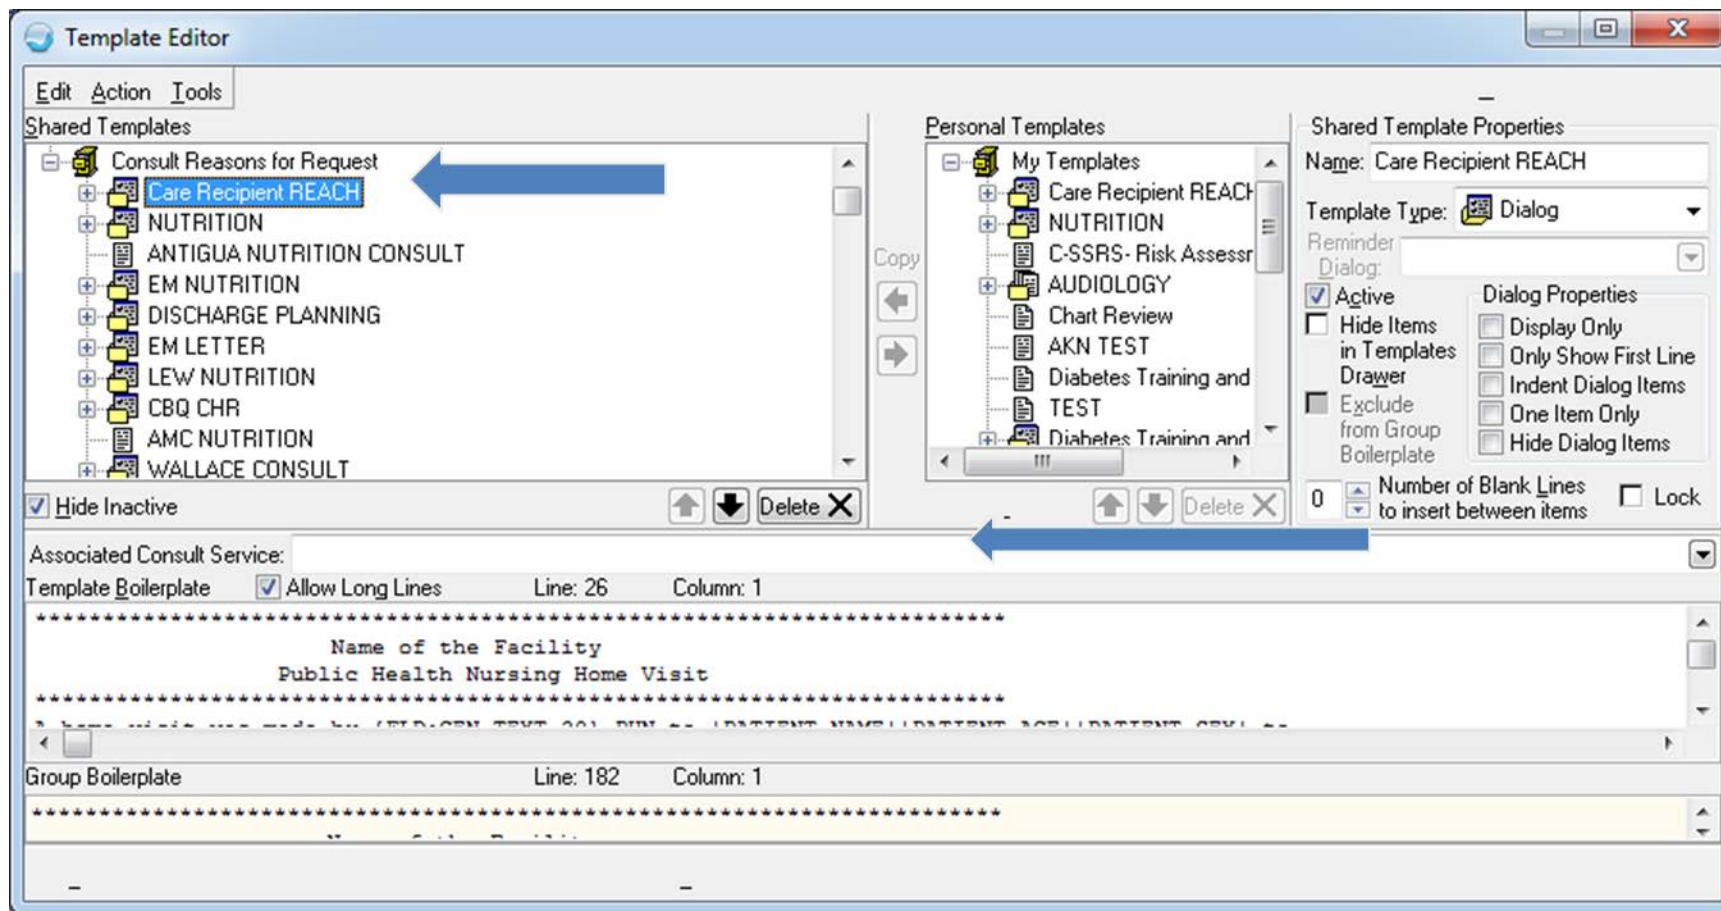 Template Editor
Edit Action Tools
Shared Templates
Consult Reasons for Request
Care Recipient REACH
NUTRITION
ANTIGUA NUTRITION CONSULT
EM NUTRITION
DISCHARGE PLANNING
EM LETTER
LEW NUTRITION
CBQ CHR
AMC NUTRITION
WALLACE CONSULT
Hide Inactive
Delete
Copy
Personal Templates
My Templates
Care Recipient REACH
NUTRITION
C-SSRS- Risk Assessr
AUDIOLOGY
Chart Review
AKN TEST
Diabetes Training and
TEST
Diabetes Training and
Delete
Shared Template Properties
Name: Care Recipient REACH
Template Type: Dialog
Reminder
Dialog:
Active
Hide Items
in Templates
Drawer
Exclude
from Group
Boilerplate
Dialog Properties
Display Only
Only Show First Line
Indent Dialog Items
One Item Only
Hide Dialog Items
0 Number of Blank Lines
to insert between items
Lock
Associated Consult Service:
Template Boilerplate Allow Long Lines Line: 26 Column: 1
************************************************************************
Name of the Facility
Public Health Nursing Home Visit
************************************************************************
Group Boilerplate Line: 182 Column: 1
************************************************************************